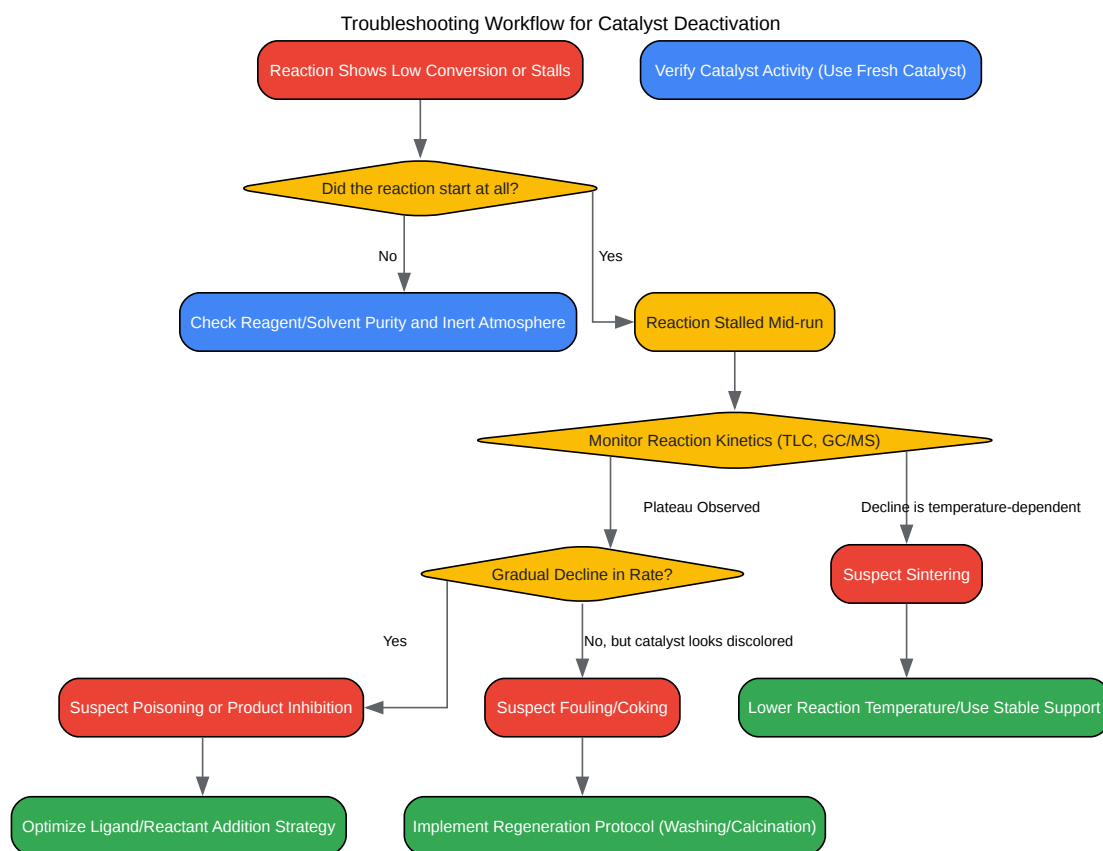 Troubleshooting Workflow for Catalyst Deactivation
Reaction Shows Low Conversion or Stalls
Verify Catalyst Activity (Use Fresh Catalyst)
Did the reaction start at all?
No
Yes
Check Reagent/Solvent Purity and Inert Atmosphere
Reaction Stalled Mid-run
Monitor Reaction Kinetics (TLC, GC/MS)
Plateau Observed
Decline is temperature-dependent
Gradual Decline in Rate?
Suspect Sintering
Yes
No, but catalyst looks discolored
Suspect Poisoning or Product Inhibition
Suspect Fouling/Coking
Lower Reaction Temperature/Use Stable Support
Optimize Ligand/Reactant Addition Strategy
Implement Regeneration Protocol (Washing/Calcination)